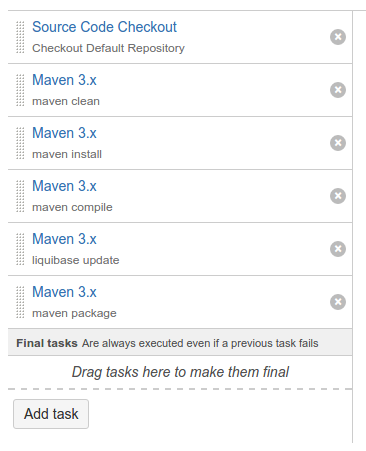 Source Code Checkout
Checkout Default Repository
Maven 3.x
maven clean
Maven 3.x
maven install
Maven 3.x
maven compile
Maven 3.x
liquibase update
Maven 3.x
maven package
Final tasks Are always executed even if a previous task fails
Drag tasks here to make them final
Add task